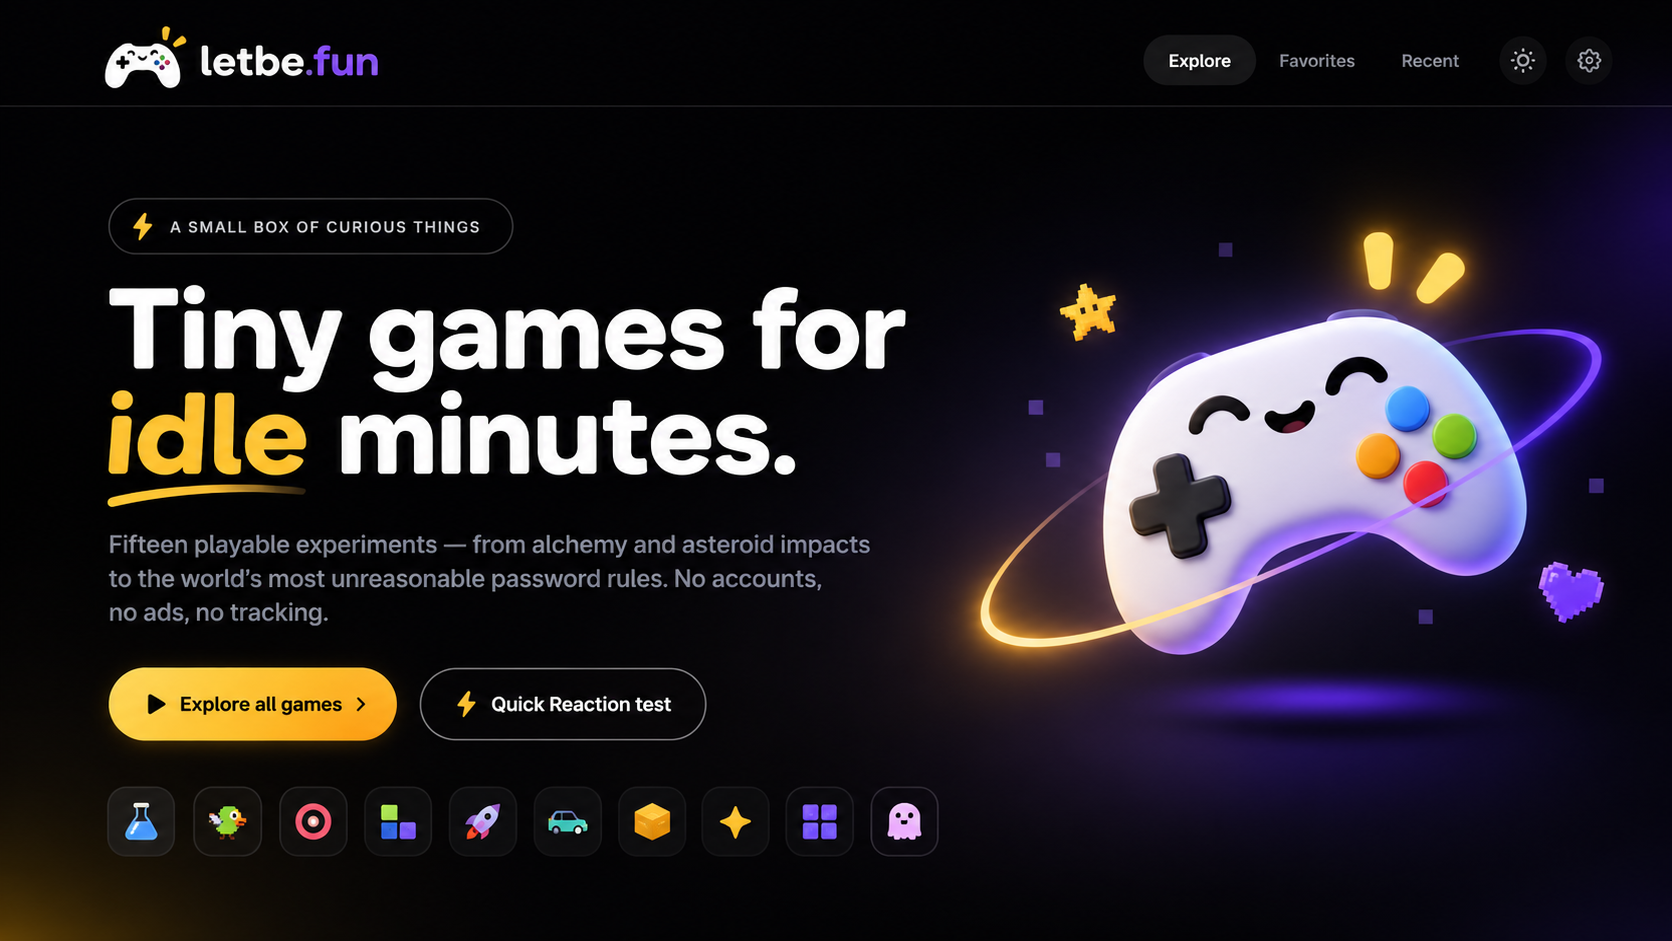 letbe.fun
Explore
Favorites
Recent
A SMALL BOX OF CURIOUS THINGS
Tiny games for
idle minutes.
Fifteen playable experiments — from alchemy and asteroid impacts
to the world’s most unreasonable password rules. No accounts,
no ads, no tracking.
Explore all games
Quick Reaction test